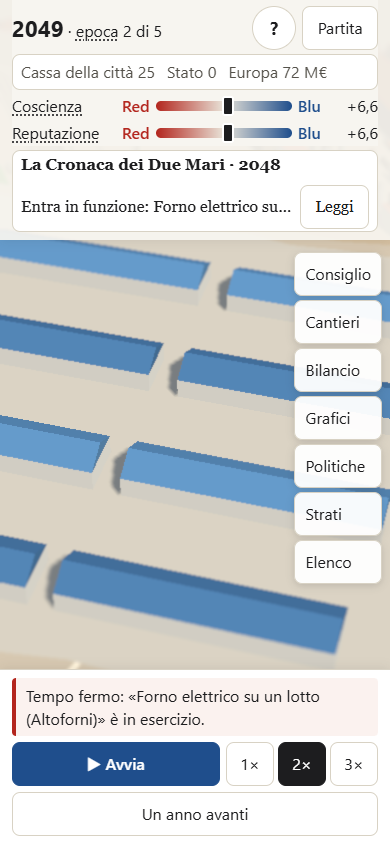 2049 · epoca 2 di 5
?
Partita
Cassa della città 25 Stato 0 Europa 72 M€
Coscienza Red Blu +6,6
Reputazione Red Blu +6,6
La Cronaca dei Due Mari · 2048
Entra in funzione: Forno elettrico su...
Leggi
Consiglio
Cantieri
Bilancio
Grafici
Politiche
Strati
Elenco
Tempo fermo: «Forno elettrico su un lotto
(Altoforni)» è in esercizio.
▶ Avvia
1×
2×
3×
Un anno avanti